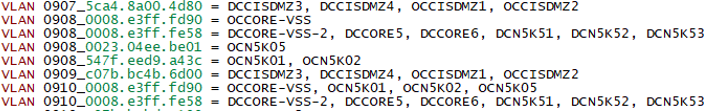 VLAN 0907_5ca4.8a00.4d80 = DCCISDMZ3, DCCISDMZ4, OCCISDMZ1, OCCISDMZ2
VLAN 0908_0008.e3ff.fd90 = OCCORE-VSS
VLAN 0908_0008.e3ff.fe58 = DCCORE-VSS-2, DCCORE5, DCCORE6, DCN5K51, DCN5K52, DCN5K53
VLAN 0908_0023.04ee.be01 = OCN5K05
VLAN 0908_547f.eed9.a43c = OCN5K01, OCN5K02
VLAN 0909_c07b.bc4b.6d00 = DCCISDMZ3, DCCISDMZ4, OCCISDMZ1, OCCISDMZ2
VLAN 0910_0008.e3ff.fd90 = OCCORE-VSS, OCN5K01, OCN5K02, OCN5K05
VLAN 0910_0008.e3ff.fe58 = DCCORE-VSS-2, DCCORE5, DCCORE6, DCN5K51, DCN5K52, DCN5K53